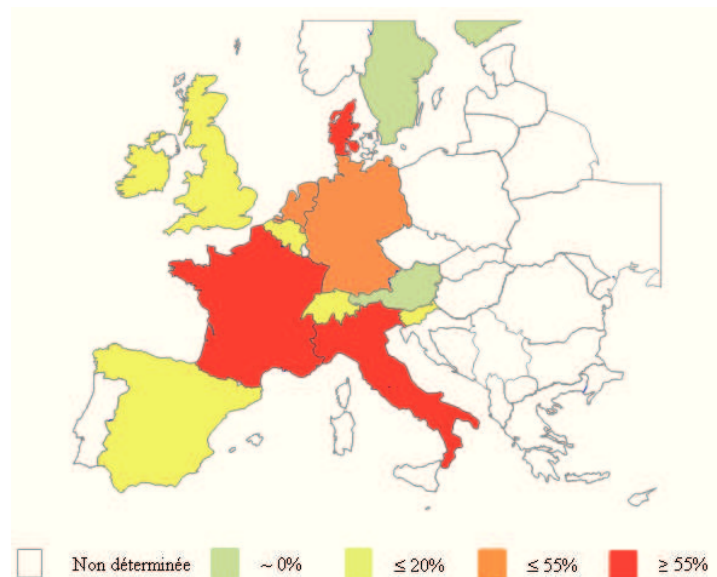 Non déterminée ~ 0% ≤ 20% ≤ 55% ≥ 55%